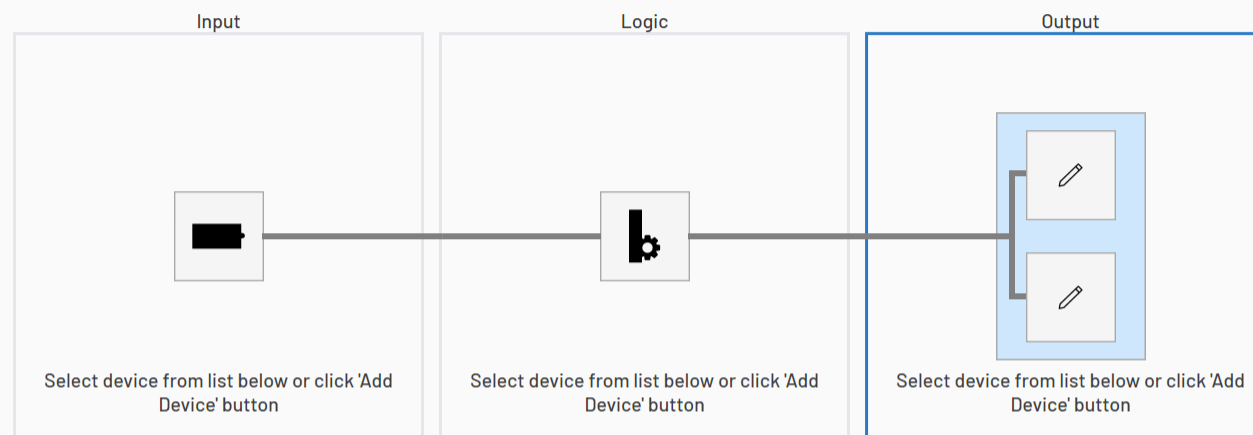 Input
Logic
Output
Select device from list below or click 'Add
Device' button
Select device from list below or click 'Add
Device' button
Select device from list below or click 'Add
Device' button